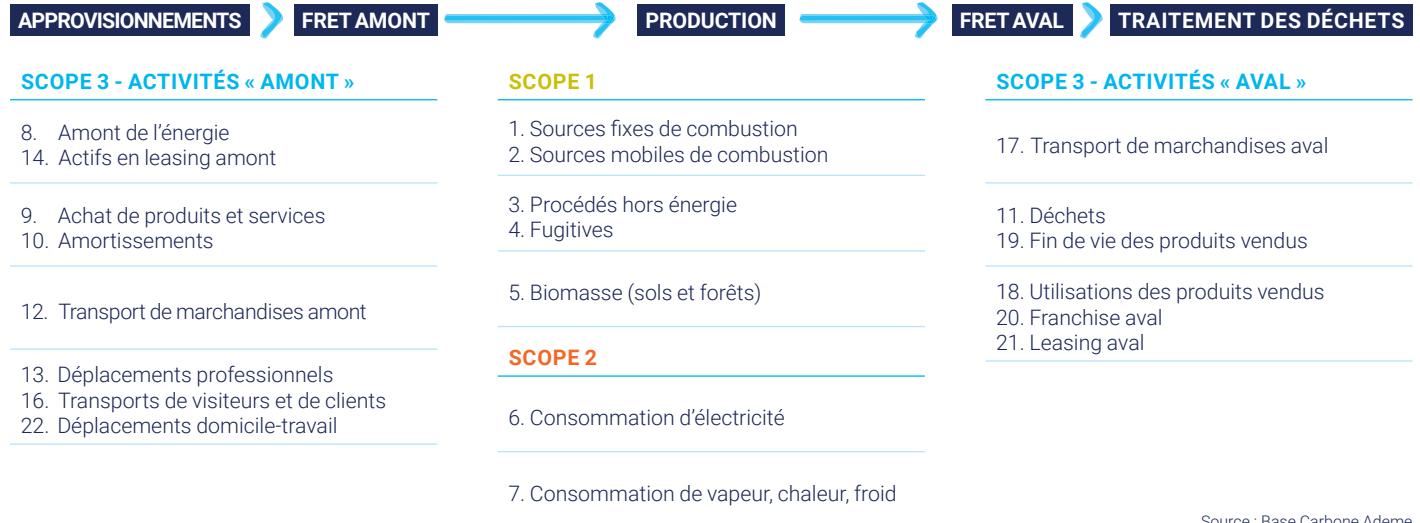 APPROVISIONNEMENTS
FRET AMONT
PRODUCTION
FRET AVAL
TRAITEMENT DES DÉCHETS
SCOPE 3 - ACTIVITÉS « AMONT »
8. Amont de l’énergie
14. Actifs en leasing amont
9. Achat de produits et services
10. Amortissements
12. Transport de marchandises amont
13. Déplacements professionnels
16. Transports de visiteurs et de clients
22. Déplacements domicile-travail
SCOPE 1
1. Sources fixes de combustion
2. Sources mobiles de combustion
3. Procédés hors énergie
4. Fugitives
5. Biomasse (sols et forêts)
SCOPE 2
6. Consommation d’électricité
7. Consommation de vapeur, chaleur, froid
SCOPE 3 - ACTIVITÉS « AVAL »
17. Transport de marchandises aval
11. Déchets
19. Fin de vie des produits vendus
18. Utilisations des produits vendus
20. Franchise aval
21. Leasing aval
Source : Base Carbone Ademe